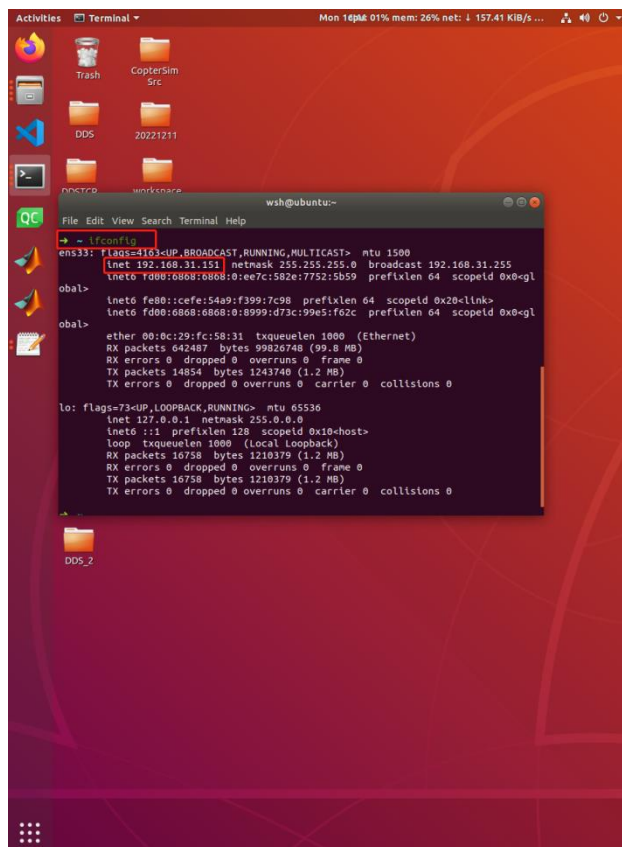 Activities Terminal
Mon 16 cpu: 01% mem: 26% net: ↓ 157.41 KiB/s ...
Trash
CopterSim
Src
DDS
20221211
DDSTCP
workspace
wsh@ubuntu:~
File Edit View Search Terminal Help
QC
→ ~ ifconfig
ens33: flags=4163<UP,BROADCAST,RUNNING,MULTICAST> mtu 1500
inet 192.168.31.151 netmask 255.255.255.0 broadcast 192.168.31.255
inet6 fd00:6868:6868:0:ee7c:582e:7752:5b59 prefixlen 64 scopeid 0x0<gl
obal>
inet6 fe80::cefe:54a9:f399:7c98 prefixlen 64 scopeid 0x20<link>
inet6 fd00:6868:6868:0:8999:d73c:99e5:f62c prefixlen 64 scopeid 0x0<gl
obal>
ether 00:0c:29:fc:58:31 txqueuelen 1000 (Ethernet)
RX packets 642487 bytes 99826748 (99.8 MB)
RX errors 0 dropped 0 overruns 0 frame 0
TX packets 14854 bytes 1243740 (1.2 MB)
TX errors 0 dropped 0 overruns 0 carrier 0 collisions 0
lo: flags=73<UP,LOOPBACK,RUNNING> mtu 65536
inet 127.0.0.1 netmask 255.0.0.0
inet6 ::1 prefixlen 128 scopeid 0x10<host>
loop txqueuelen 1000 (Local Loopback)
RX packets 16758 bytes 1210379 (1.2 MB)
RX errors 0 dropped 0 overruns 0 frame 0
TX packets 16758 bytes 1210379 (1.2 MB)
TX errors 0 dropped 0 overruns 0 carrier 0 collisions 0
DDS_2